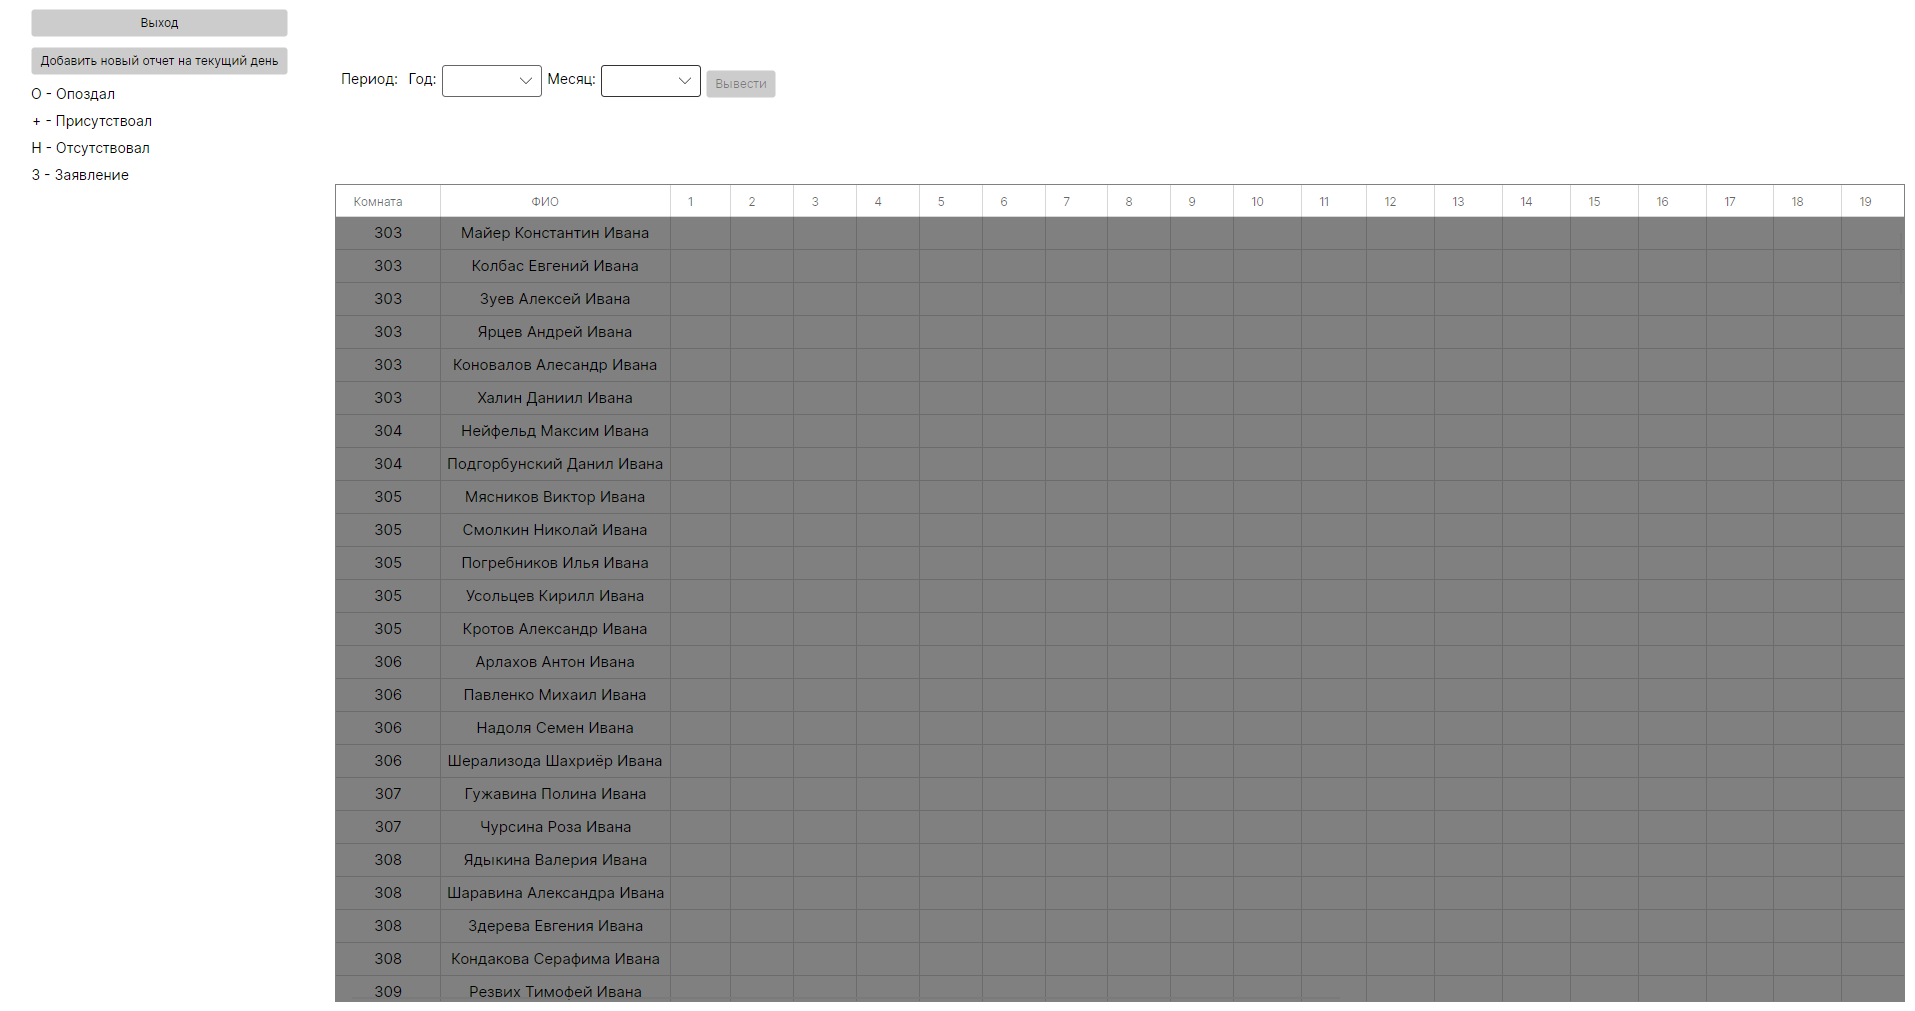 Выход
Добавить новый отчет на текущий день
О - Опоздал
+ - Присутствоал
Н - Отсутствовал
З - Заявление
Период: Год: Месяц: Вывести
Комната ФИО 1 2 3 4 5 6 7 8 9 10 11 12 13 14 15 16 17 18 19
303 Майер Константин Ивана
303 Колбас Евгений Ивана
303 Зуев Алексей Ивана
303 Ярцев Андрей Ивана
303 Коновалов Алесандр Ивана
303 Халин Даниил Ивана
304 Нейфельд Максим Ивана
304 Подгорбунский Данил Ивана
305 Мясников Виктор Ивана
305 Смолкин Николай Ивана
305 Погребников Илья Ивана
305 Усольцев Кирилл Ивана
305 Кротов Александр Ивана
306 Арлахов Антон Ивана
306 Павленко Михаил Ивана
306 Надоля Семен Ивана
306 Шерализода Шахриёр Ивана
307 Гужавина Полина Ивана
307 Чурсина Роза Ивана
308 Ядыкина Валерия Ивана
308 Шаравина Александра Ивана
308 Здерева Евгения Ивана
308 Кондакова Серафима Ивана
309 Резвих Тимофей Ивана